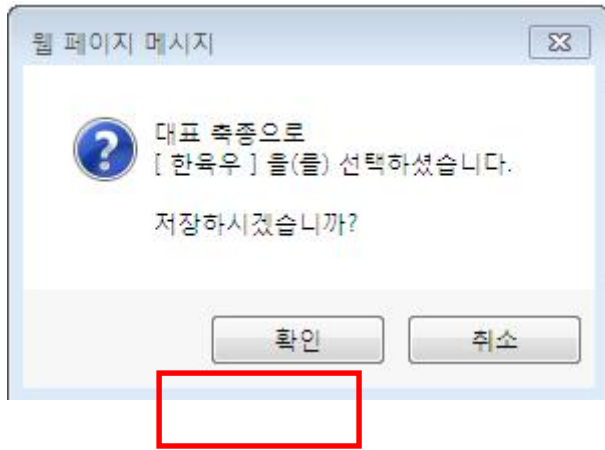 웹 페이지 메시지
대표 축종으로
[ 한육우 ] 을(를) 선택하셨습니다.
저장하시겠습니까?
확인
취소